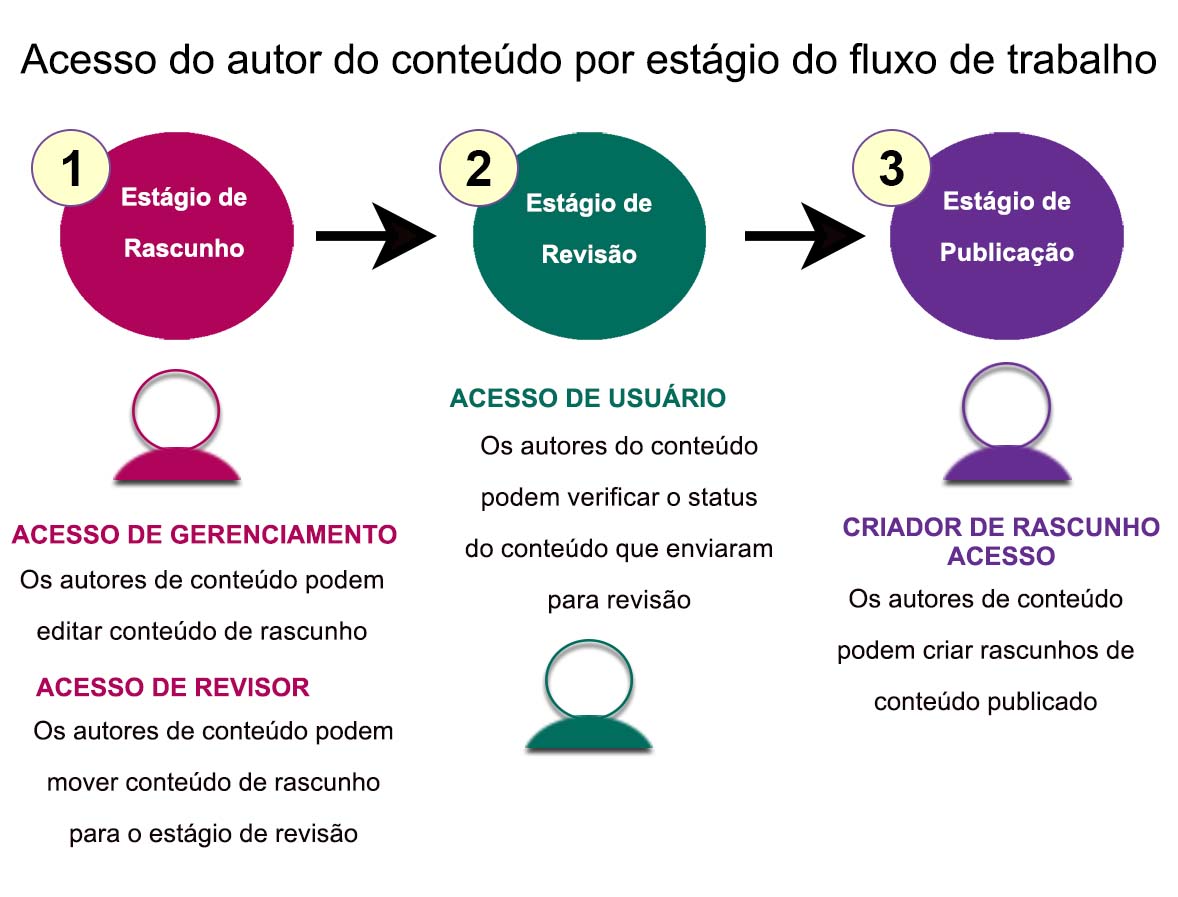 Acesso do autor do conteúdo por estágio do fluxo de trabalho
1
Estágio de
Rascunho
2
Estágio de
Revisão
3
Estágio de
Publicação
ACESSO DE GERENCIAMENTO
Os autores de conteúdo podem
editar conteúdo de rascunho
ACESSO DE REVISOR
Os autores de conteúdo podem
mover conteúdo de rascunho
para o estágio de revisão
ACESSO DE USUÁRIO
Os autores do conteúdo
podem verificar o status
do conteúdo que enviaram
para revisão
CRIADOR DE RASCUNHO
ACESSO
Os autores de conteúdo
podem criar rascunhos de
conteúdo publicado